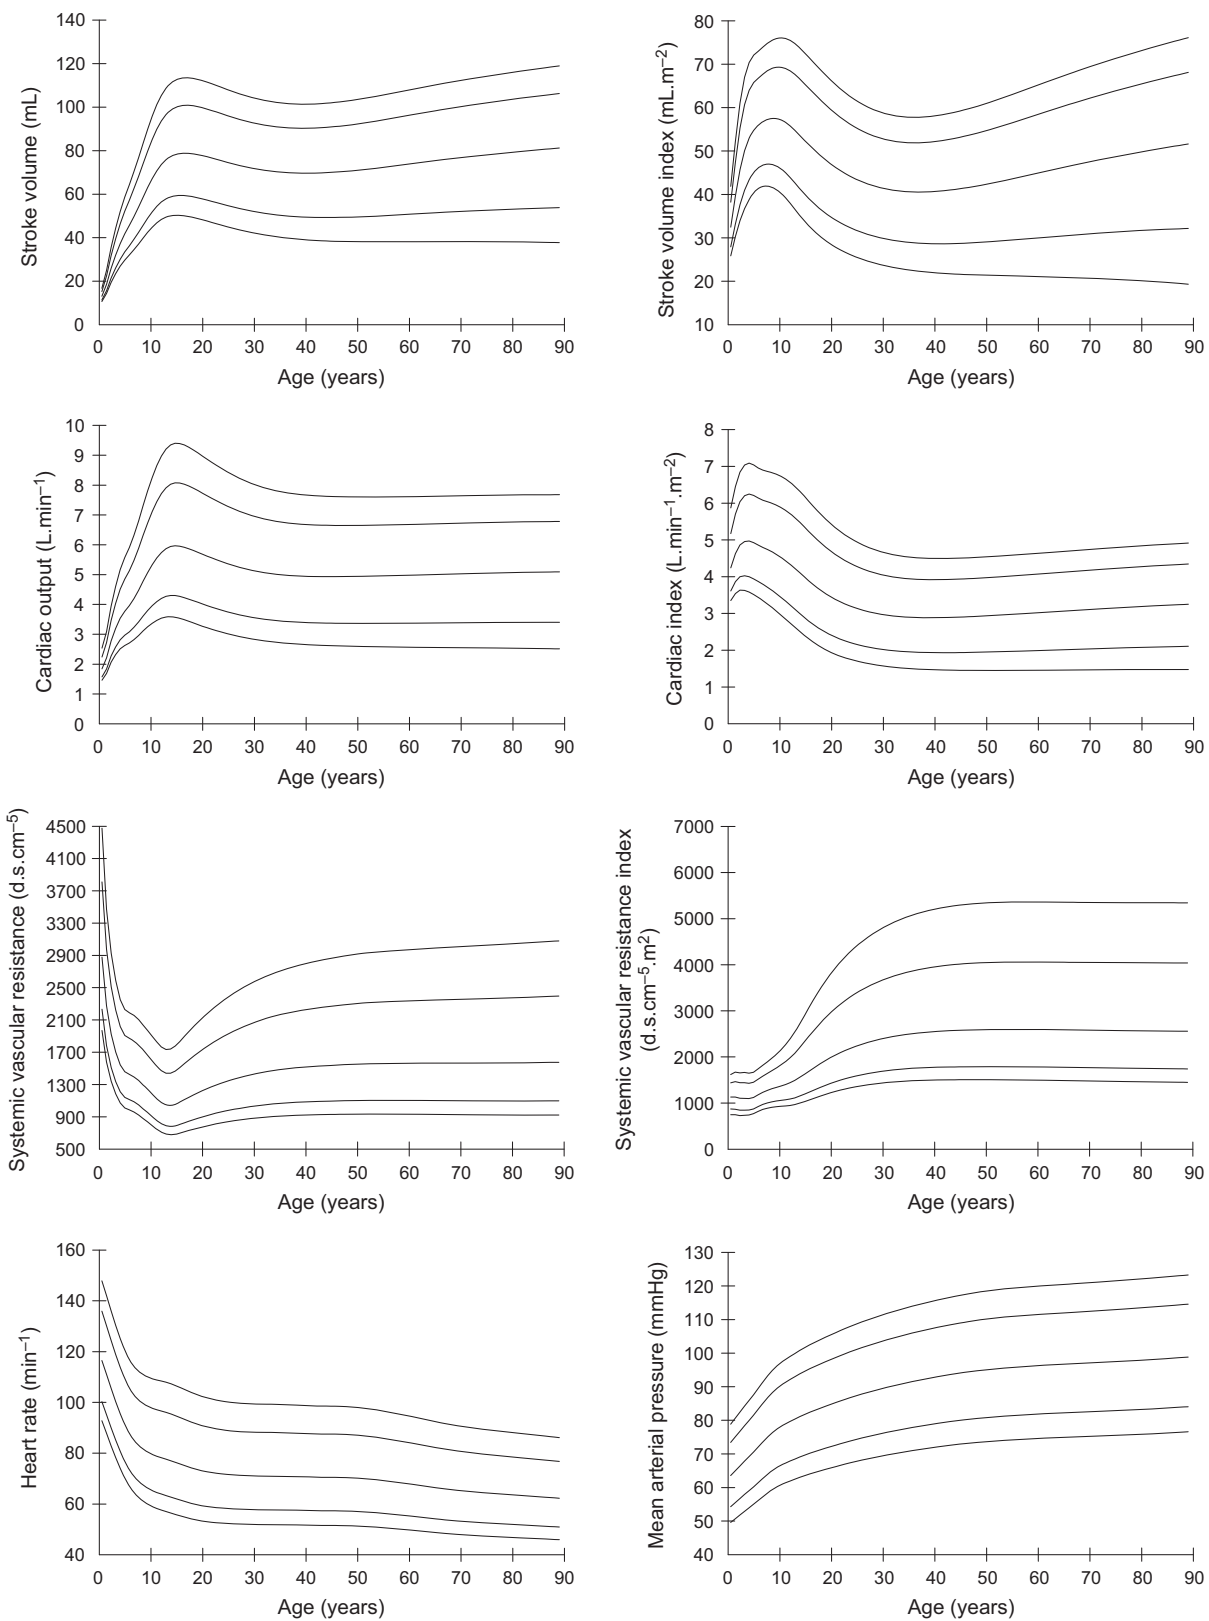 Stroke volume (mL)
140
120
100
80
60
40
20
0
0 10 20 30 40 50 60 70 80 90
Age (years)
Stroke volume index (mL.m−2)
80
70
60
50
40
30
20
10
0 10 20 30 40 50 60 70 80 90
Age (years)
Cardiac output (L.min−1)
10
9
8
7
6
5
4
3
2
1
0
0 10 20 30 40 50 60 70 80 90
Age (years)
Cardiac index (L.min−1.m−2)
8
7
6
5
4
3
2
1
0
0 10 20 30 40 50 60 70 80 90
Age (years)
Systemic vascular resistance (d.s.cm−5)
4500
4100
3700
3300
2900
2500
2100
1700
1300
900
500
0 10 20 30 40 50 60 70 80 90
Age (years)
Systemic vascular resistance index
(d.s.cm−5.m2)
7000
6000
5000
4000
3000
2000
1000
0
0 10 20 30 40 50 60 70 80 90
Age (years)
Heart rate (min−1)
160
140
120
100
80
60
40
0 10 20 30 40 50 60 70 80 90
Age (years)
Mean arterial pressure (mmHg)
130
120
110
100
90
80
70
60
50
40
0 10 20 30 40 50 60 70 80 90
Age (years)